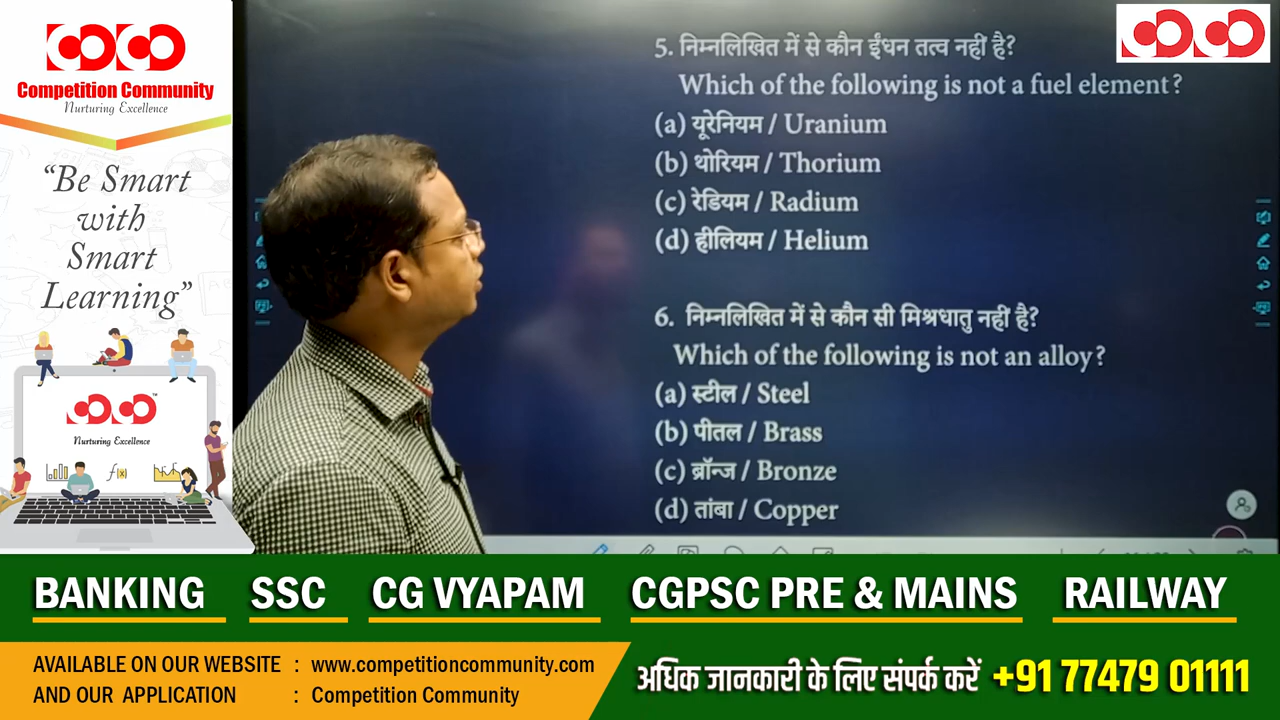 Competition Community
Nurturing Excellence
“Be Smart
with
Smart
Learning”
TM
Nurturing Excellence
f(x)
5. निम्नलिखित में से कौन ईंधन तत्व नहीं है?
Which of the following is not a fuel element?
(a) यूरेनियम / Uranium
(b) थोरियम / Thorium
(c) रेडियम / Radium
(d) हीलियम / Helium
6. निम्नलिखित में से कौन सी मिश्रधातु नहीं है?
Which of the following is not an alloy?
(a) स्टील / Steel
(b) पीतल / Brass
(c) ब्रॉन्ज / Bronze
(d) तांबा / Copper
BANKING SSC CG VYAPAM CGPSC PRE & MAINS RAILWAY
AVAILABLE ON OUR WEBSITE : www.competitioncommunity.com
AND OUR APPLICATION : Competition Community
अधिक जानकारी के लिए संपर्क करें +91 77479 01111